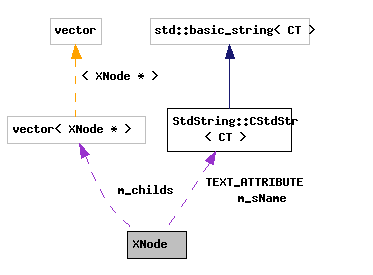 vector
std::basic_string< CT >
< XNode * >
vector< XNode * >
StdString::CStdStr
< CT >
m_childs
TEXT_ATTRIBUTE
m_sName
XNode